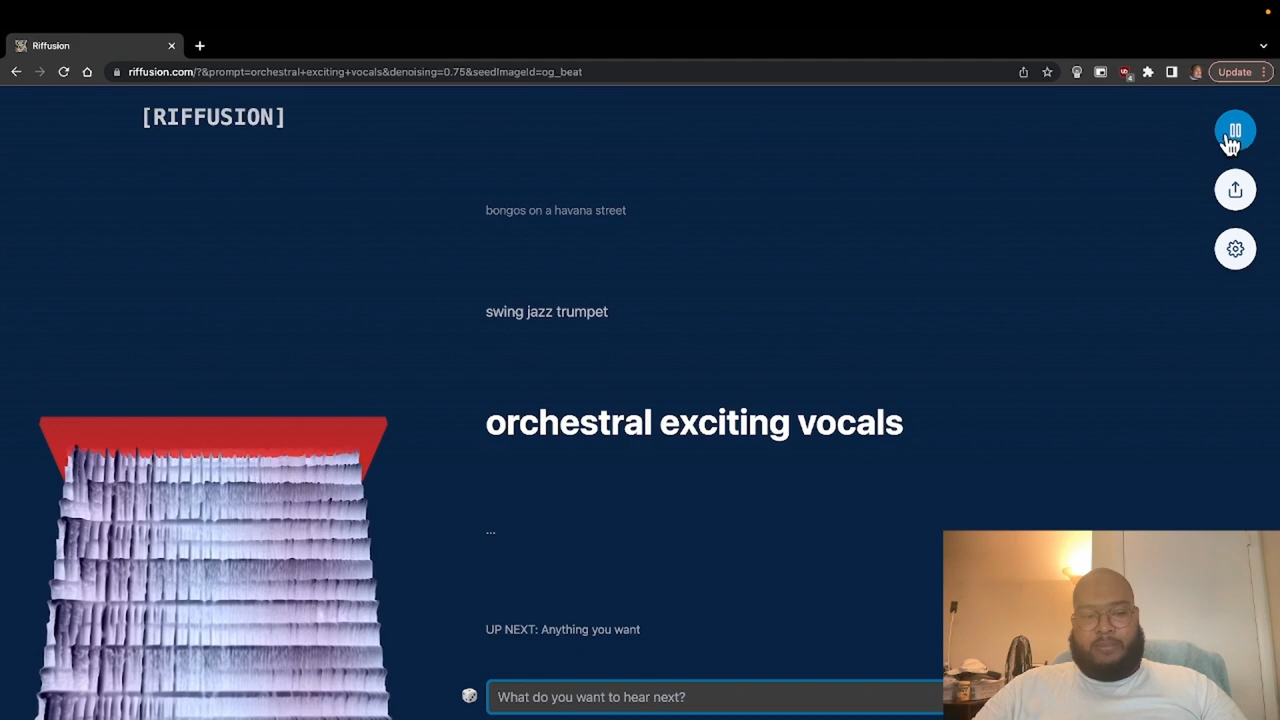 Riffusion
riffusion.com/?&prompt=orchestral+exciting+vocals&denoising=0.75&seedImageId=og_beat
4
Update
[RIFFUSION]
bongos on a havana street
swing jazz trumpet
orchestral exciting vocals
...
UP NEXT: Anything you want
What do you want to hear next?